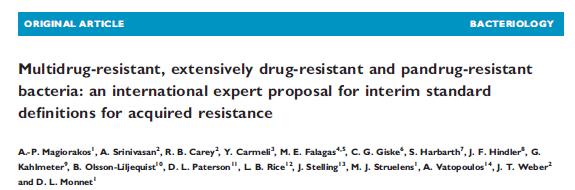 ORIGINAL ARTICLE BACTERIOLOGY
Multidrug-resistant, extensively drug-resistant and pandrug-resistant
bacteria: an international expert proposal for interim standard
definitions for acquired resistance
A.-P. Magiorakos1, A. Srinivasan2, R. B. Carey2, Y. Carmeli3, M. E. Falagas4,5, C. G. Giske6, S. Harbarth7, J. F. Hindler8, G.
Kahlmeter9, B. Olsson-Liljequist10, D. L. Paterson11, L. B. Rice12, J. Stelling13, M. J. Struelens1, A. Vatopoulos14, J. T. Weber2
and D. L. Monnet1